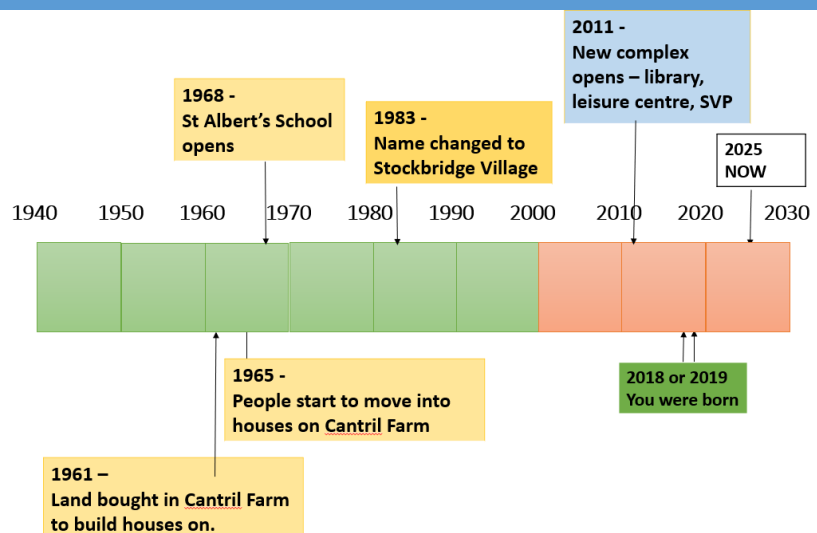 2011 -
New complex
opens – library,
leisure centre, SVP
1968 -
St Albert's School
opens
1983 -
Name changed to
Stockbridge Village
2025
NOW
1940 1950 1960 1970 1980 1990 2000 2010 2020 2030
1965 -
People start to move into
houses on Cantril Farm
2018 or 2019
You were born
1961 –
Land bought in Cantril Farm
to build houses on.